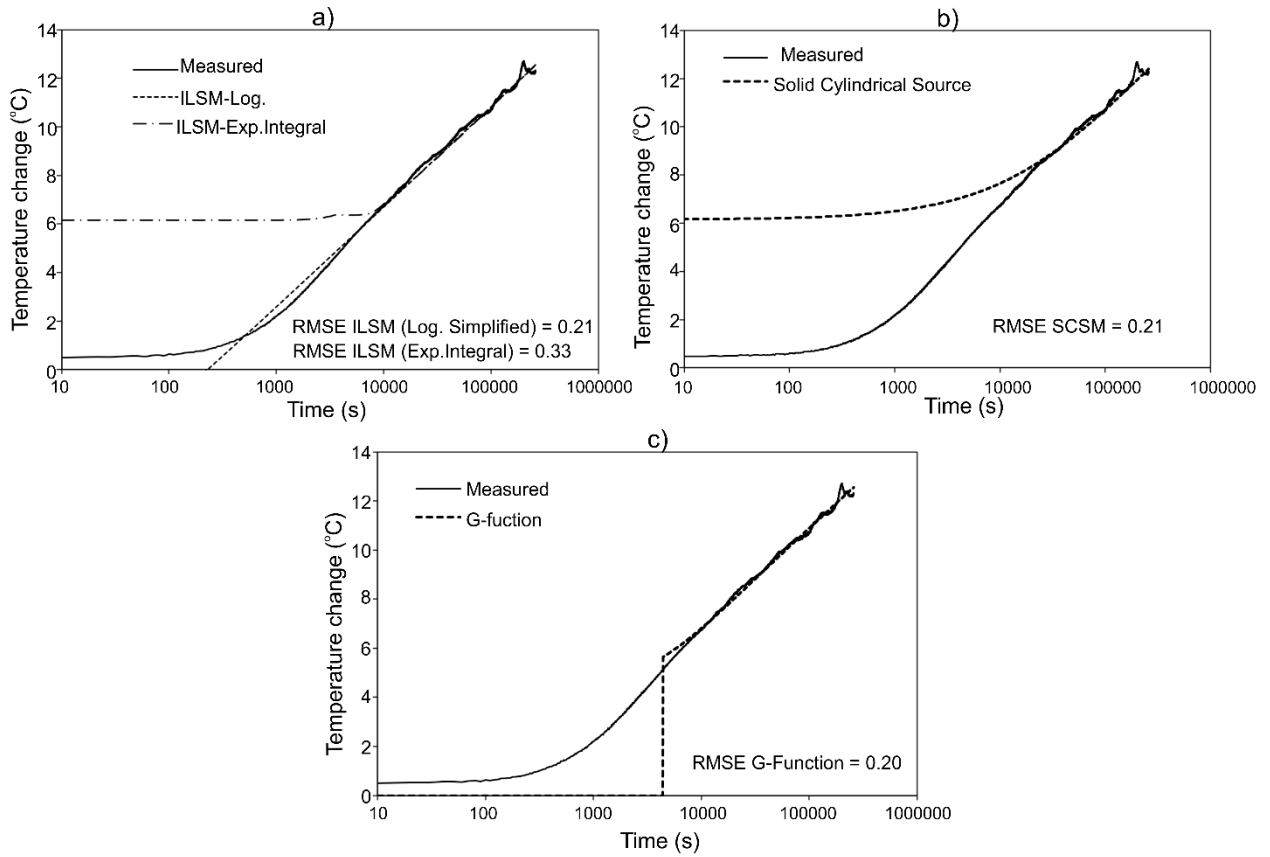 a)
Temperature change (°C)
14
12
10
8
6
4
2
0
Measured
ILSM-Log.
ILSM-Exp.Integral
RMSE ILSM (Log. Simplified) = 0.21
RMSE ILSM (Exp.Integral) = 0.33
10 100 1000 10000 100000 1000000
Time (s)
b)
Temperature change (°C)
14
12
10
8
6
4
2
0
Measured
Solid Cylindrical Source
RMSE SCSM = 0.21
10 100 1000 10000 100000 1000000
Time (s)
c)
Temperature change (°C)
14
12
10
8
6
4
2
0
Measured
G-fuction
RMSE G-Function = 0.20
10 100 1000 10000 100000 1000000
Time (s)